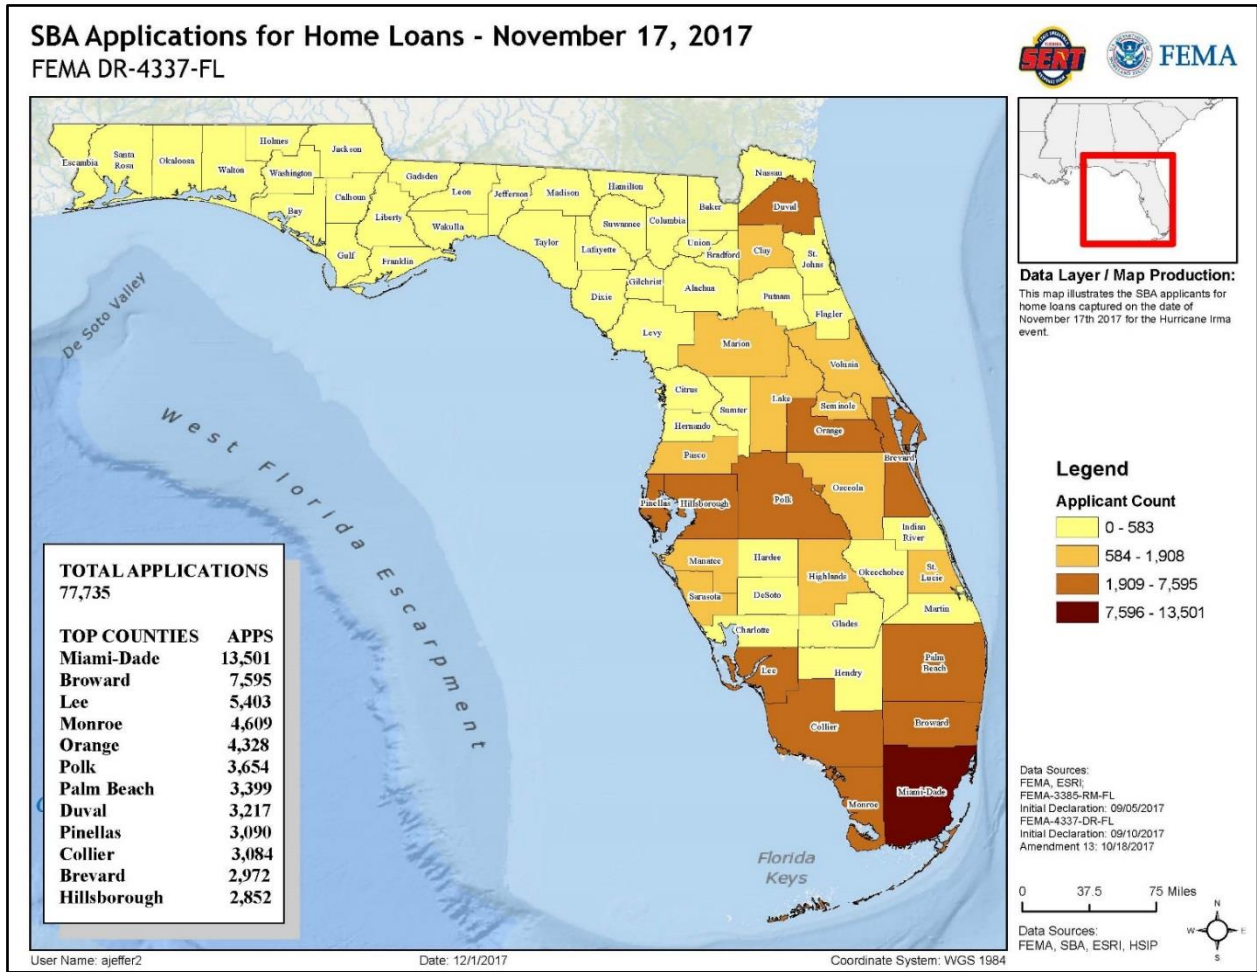 SBA Applications for Home Loans - November 17, 2017
FEMA DR-4337-FL
SERT
FEMA
Data Layer / Map Production:
This map illustrates the SBA applicants for
home loans captured on the date of
November 17th 2017 for the Hurricane Irma
event.
Legend
Applicant Count
0 - 583
584 - 1,908
1,909 - 7,595
7,596 - 13,501
Data Sources:
FEMA, ESRI;
FEMA-3385-RM-FL
Initial Declaration: 09/05/2017
FEMA-4337-DR-FL
Initial Declaration: 09/10/2017
Amendment 13: 10/18/2017
0 37.5 75 Miles
N
W E
S
Data Sources:
FEMA, SBA, ESRI, HSIP
Escambia
Santa
Rosa
Okaloosa
Walton
Holmes
Washington
Jackson
Bay
Calhoun
Gulf
Liberty
Franklin
Gadsden
Leon
Wakulla
Jefferson
Madison
Taylor
Hamilton
Suwannee
Lafayette
Columbia
Dixie
Gilchrist
Baker
Union
Bradford
Alachua
Levy
Nassau
Duval
Clay
St.
Johns
Putnam
Flagler
Marion
Volusia
Citrus
Sumter
Lake
Seminole
Hernando
Orange
Pasco
Brevard
Pinellas
Hillsborough
Polk
Osceola
Indian
River
Manatee
Hardee
Highlands
Okeechobee
St.
Lucie
Sarasota
DeSoto
Martin
Charlotte
Glades
Lee
Hendry
Palm
Beach
Collier
Broward
Monroe
Miami-Dade
De Soto Valley
West Florida Escarpment
Florida
Keys
TOTAL APPLICATIONS
77,735
TOP COUNTIES APPS
Miami-Dade 13,501
Broward 7,595
Lee 5,403
Monroe 4,609
Orange 4,328
Polk 3,654
Palm Beach 3,399
Duval 3,217
Pinellas 3,090
Collier 3,084
Brevard 2,972
Hillsborough 2,852
User Name: ajeffer2 Date: 12/1/2017 Coordinate System: WGS 1984